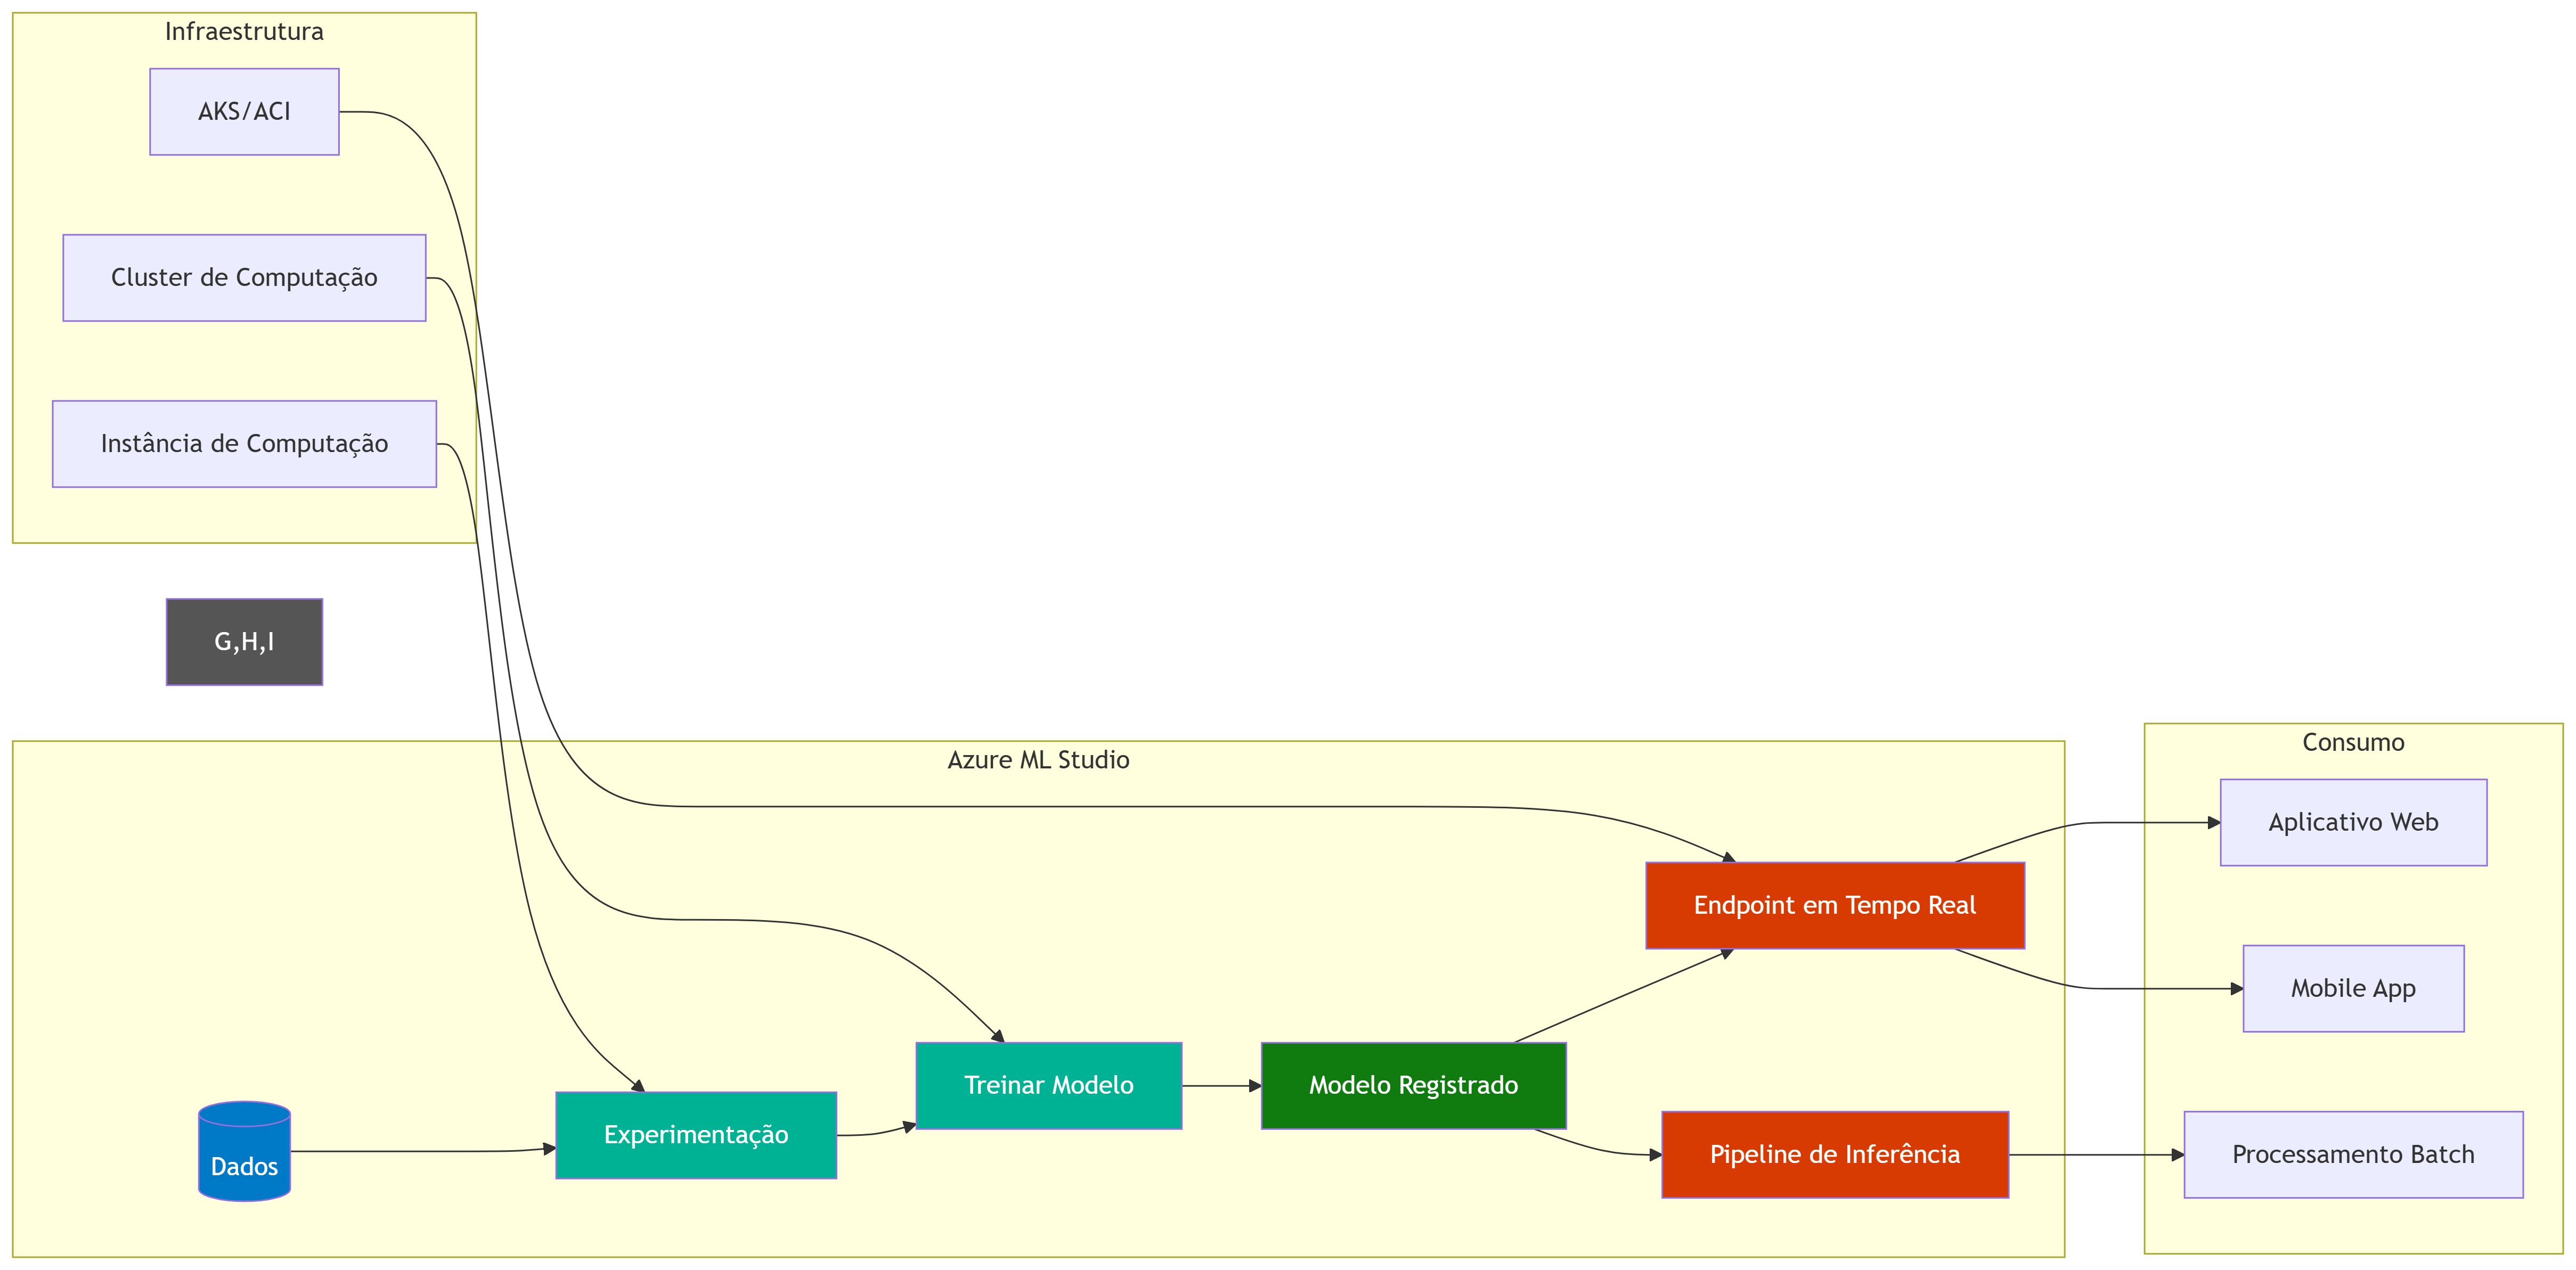 Infraestrutura
AKS/ACI
Cluster de Computação
Instância de Computação
G,H,I
Azure ML Studio
Dados
Experimentação
Treinar Modelo
Modelo Registrado
Endpoint em Tempo Real
Pipeline de Inferência
Consumo
Aplicativo Web
Mobile App
Processamento Batch